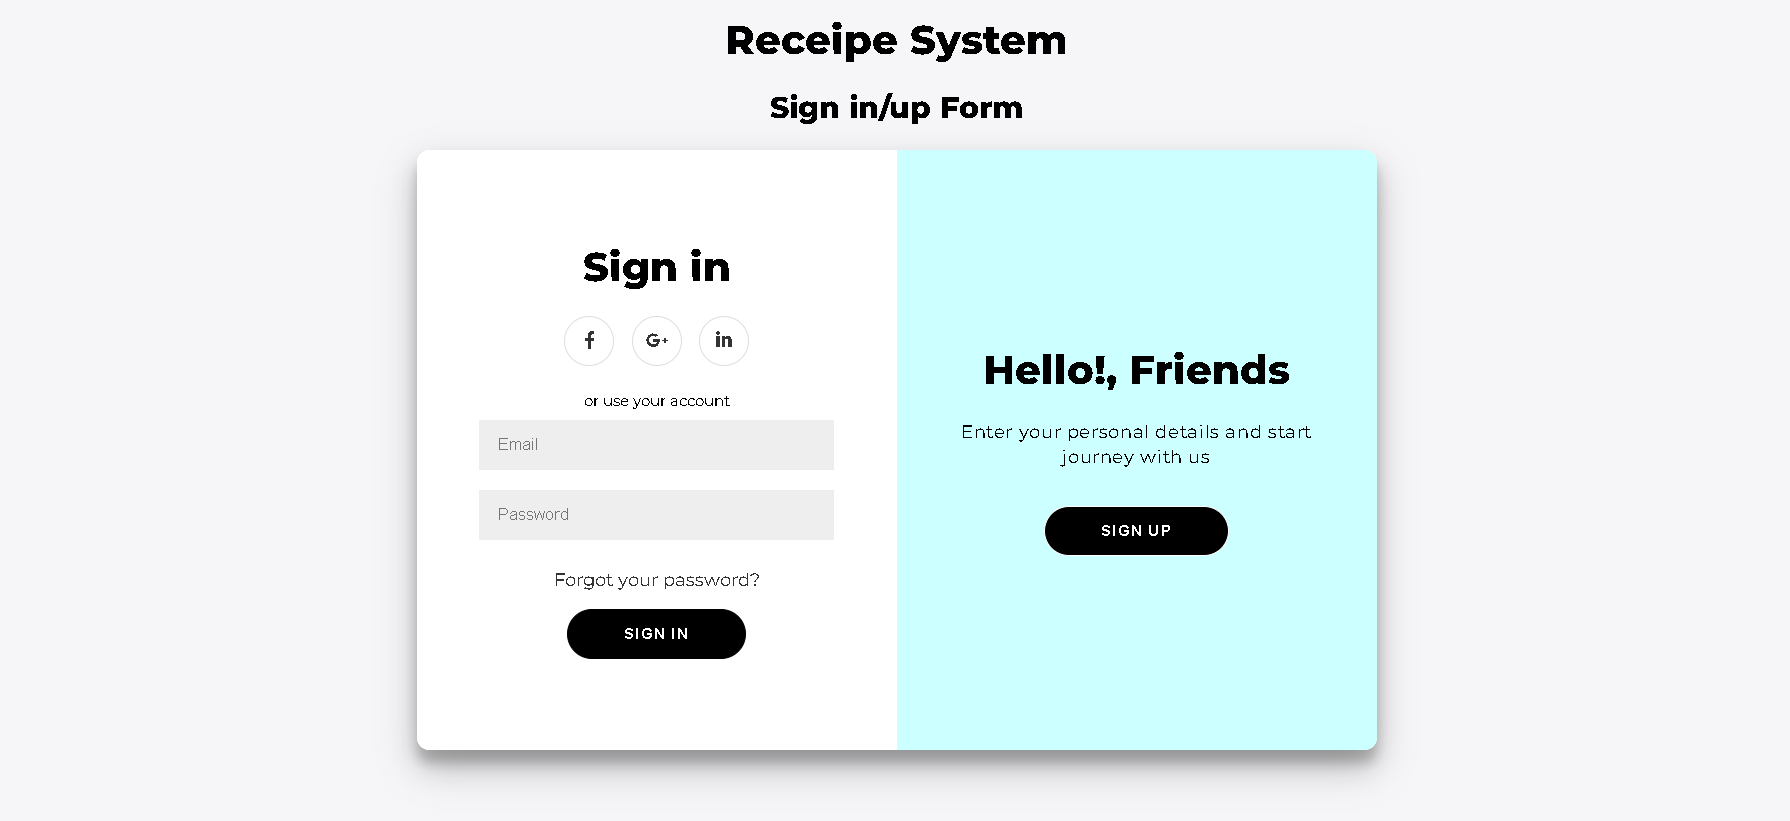 Receipe System
Sign in/up Form
Sign in
f
G+
in
or use your account
Email
Password
Forgot your password?
SIGN IN
Hello!, Friends
Enter your personal details and start
journey with us
SIGN UP